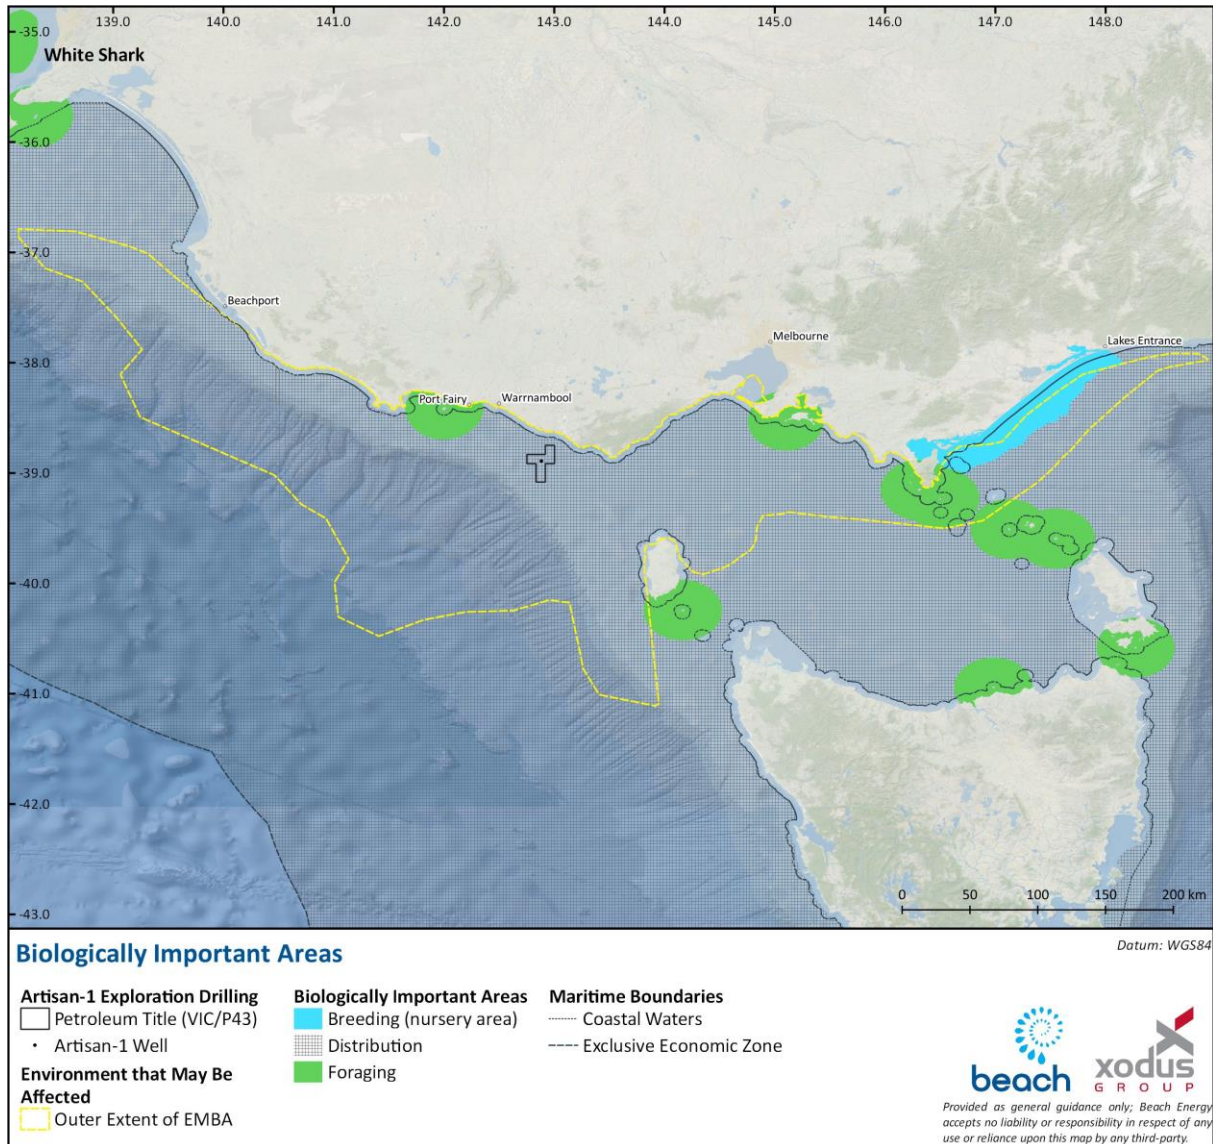 139.0 140.0 141.0 142.0 143.0 144.0 145.0 146.0 147.0 148.0
-35.0
White Shark
-36.0
-37.0
Beachport
Melbourne
Lakes Entrance
-38.0
Port Fairy
Warrnambool
-39.0
-40.0
-41.0
-42.0
0 50 100 150 200 km
-43.0
Biologically Important Areas
Datum: WGS84
Artisan-1 Exploration Drilling
Petroleum Title (VIC/P43)
Artisan-1 Well
Environment that May Be
Affected
Outer Extent of EMBA
Biologically Important Areas
Breeding (nursery area)
Distribution
Foraging
Maritime Boundaries
Coastal Waters
Exclusive Economic Zone
beach
xodus
GROUP
Provided as general guidance only; Beach Energy
accepts no liability or responsibility in respect of any
use or reliance upon this map by any third-party.